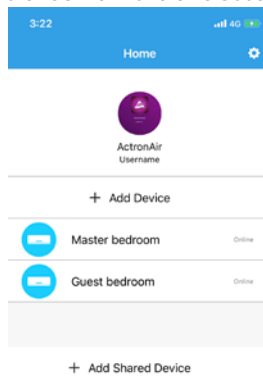 3:22
4G
Home
ActronAir
Username
+ Add Device
Master bedroom
Online
Guest bedroom
Online
+ Add Shared Device